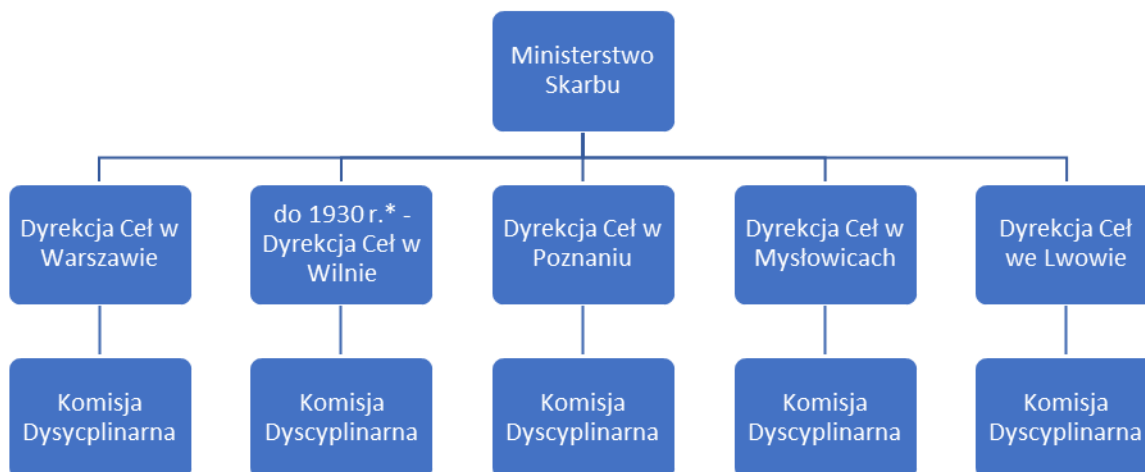 Ministerstwo
Skarbu
Dyrekcja Ceł w
Warszawie
do 1930 r.* -
Dyrekcja Ceł w
Wilnie
Dyrekcja Ceł w
Poznaniu
Dyrekcja Ceł w
Mysłowicach
Dyrekcja Ceł
we Lwowie
Komisja
Dysycplinarna
Komisja
Dyscyplinarna
Komisja
Dyscyplinarna
Komisja
Dyscyplinarna
Komisja
Dyscyplinarna